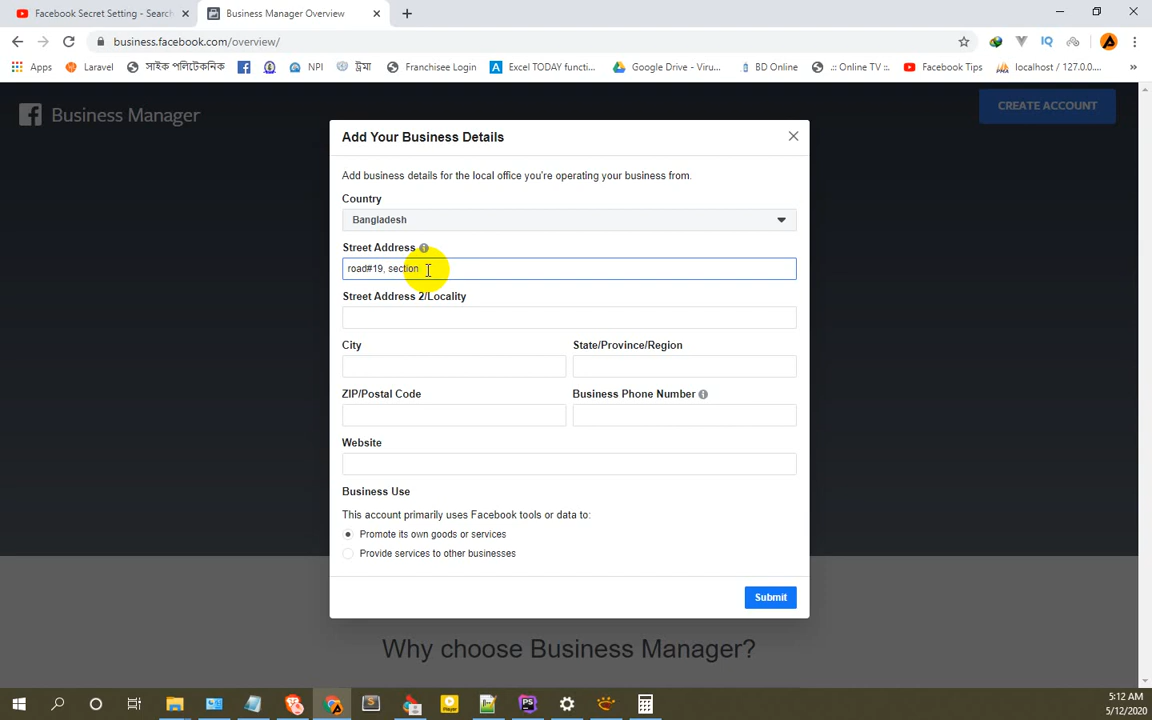 Facebook Secret Setting - Search
Business Manager Overview
business.facebook.com/overview/
Apps
Laravel
সাইক পলিটেকনিক
NPI
ট্রমা
Franchisee Login
Excel TODAY functi...
Google Drive - Viru...
BD Online
.:: Online TV ::.
Facebook Tips
localhost / 127.0.0....
»
Business Manager
CREATE ACCOUNT
Add Your Business Details
Add business details for the local office you're operating your business from.
Country
Bangladesh
Street Address
road#19, section
Street Address 2/Locality
City
State/Province/Region
ZIP/Postal Code
Business Phone Number
Website
Business Use
This account primarily uses Facebook tools or data to:
Promote its own goods or services
Provide services to other businesses
Submit
Why choose Business Manager?
5:12 AM
5/12/2020